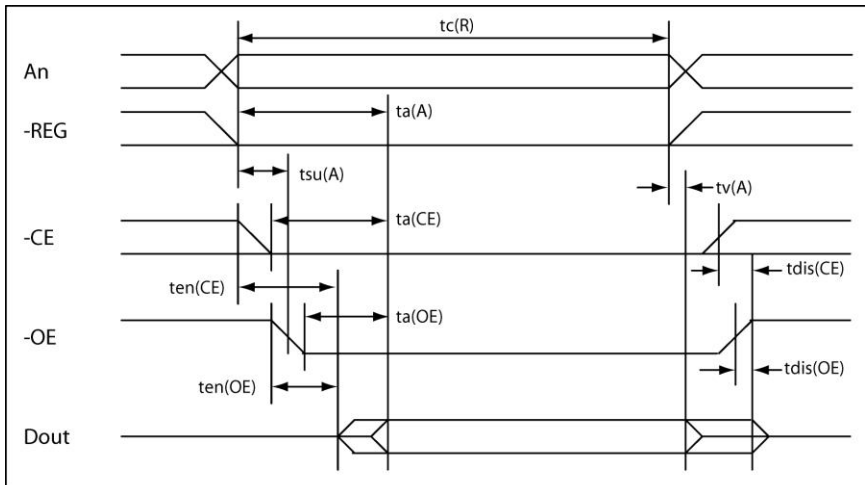 tc(R)
An
ta(A)
-REG
tsu(A)
tv(A)
ta(CE)
-CE
tdis(CE)
ten(CE)
ta(OE)
-OE
tdis(OE)
ten(OE)
Dout